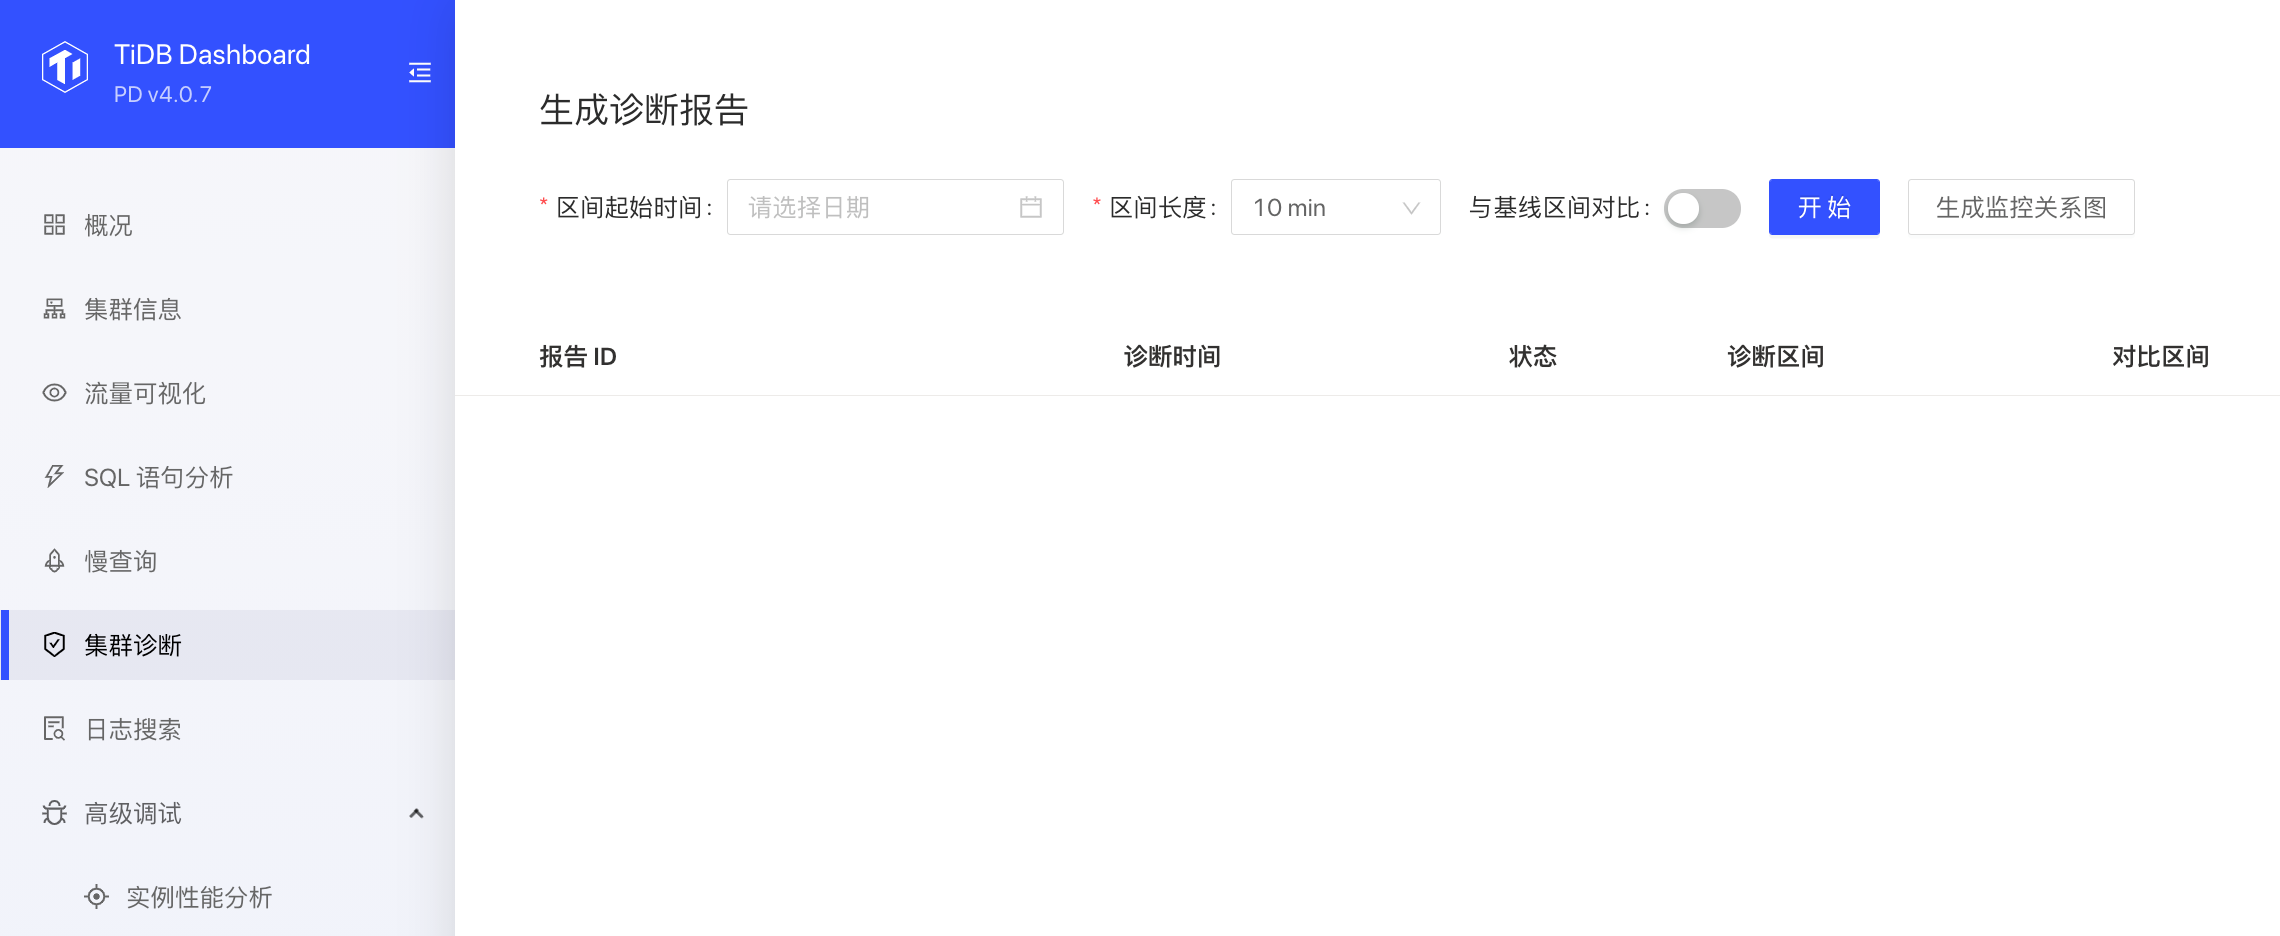 TiDB Dashboard
PD v4.0.7
概况
集群信息
流量可视化
SQL 语句分析
慢查询
集群诊断
日志搜索
高级调试
实例性能分析
生成诊断报告
* 区间起始时间: 请选择日期 * 区间长度: 10 min 与基线区间对比: 开 始 生成监控关系图
报告 ID 诊断时间 状态 诊断区间 对比区间